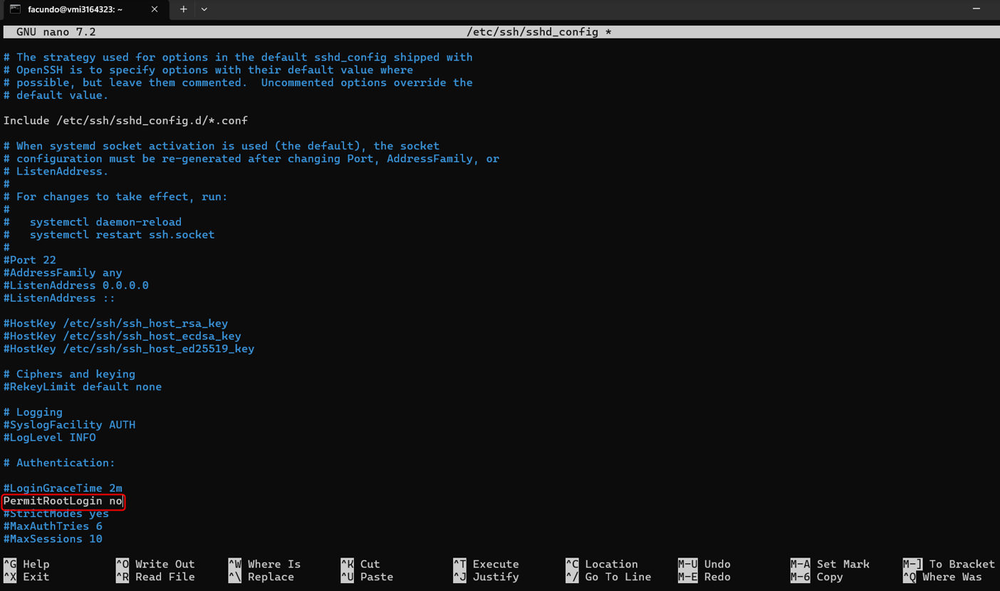 facundo@vmi3164323: ~
GNU nano 7.2 /etc/ssh/sshd_config *
# The strategy used for options in the default sshd_config shipped with
# OpenSSH is to specify options with their default value where
# possible, but leave them commented.  Uncommented options override the
# default value.
Include /etc/ssh/sshd_config.d/*.conf
# When systemd socket activation is used (the default), the socket
# configuration must be re-generated after changing Port, AddressFamily, or
# ListenAddress.
#
# For changes to take effect, run:
#
#   systemctl daemon-reload
#   systemctl restart ssh.socket
#
#Port 22
#AddressFamily any
#ListenAddress 0.0.0.0
#ListenAddress ::
#HostKey /etc/ssh/ssh_host_rsa_key
#HostKey /etc/ssh/ssh_host_ecdsa_key
#HostKey /etc/ssh/ssh_host_ed25519_key
# Ciphers and keying
#RekeyLimit default none
# Logging
#SyslogFacility AUTH
#LogLevel INFO
# Authentication:
#LoginGraceTime 2m
PermitRootLogin no
#StrictModes yes
#MaxAuthTries 6
#MaxSessions 10
^G Help ^O Write Out ^W Where Is ^K Cut ^T Execute ^C Location M-U Undo M-A Set Mark M-] To Bracket
^X Exit ^R Read File ^\ Replace ^U Paste ^J Justify ^/ Go To Line M-E Redo M-6 Copy ^Q Where Was